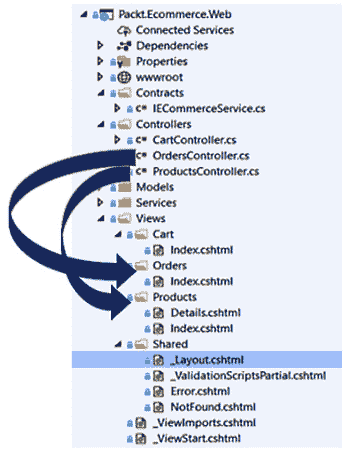 Packt.Ecommerce.Web
Connected Services
Dependencies
Properties
wwwroot
Contracts
C# IECommerceService.cs
Controllers
C# CartController.cs
C# OrdersController.cs
C# ProductsController.cs
Models
Services
Views
Cart
Index.cshtml
Orders
Index.cshtml
Products
Details.cshtml
Index.cshtml
Shared
_Layout.cshtml
_ValidationScriptsPartial.cshtml
Error.cshtml
NotFound.cshtml
_ViewImports.cshtml
_ViewStart.cshtml